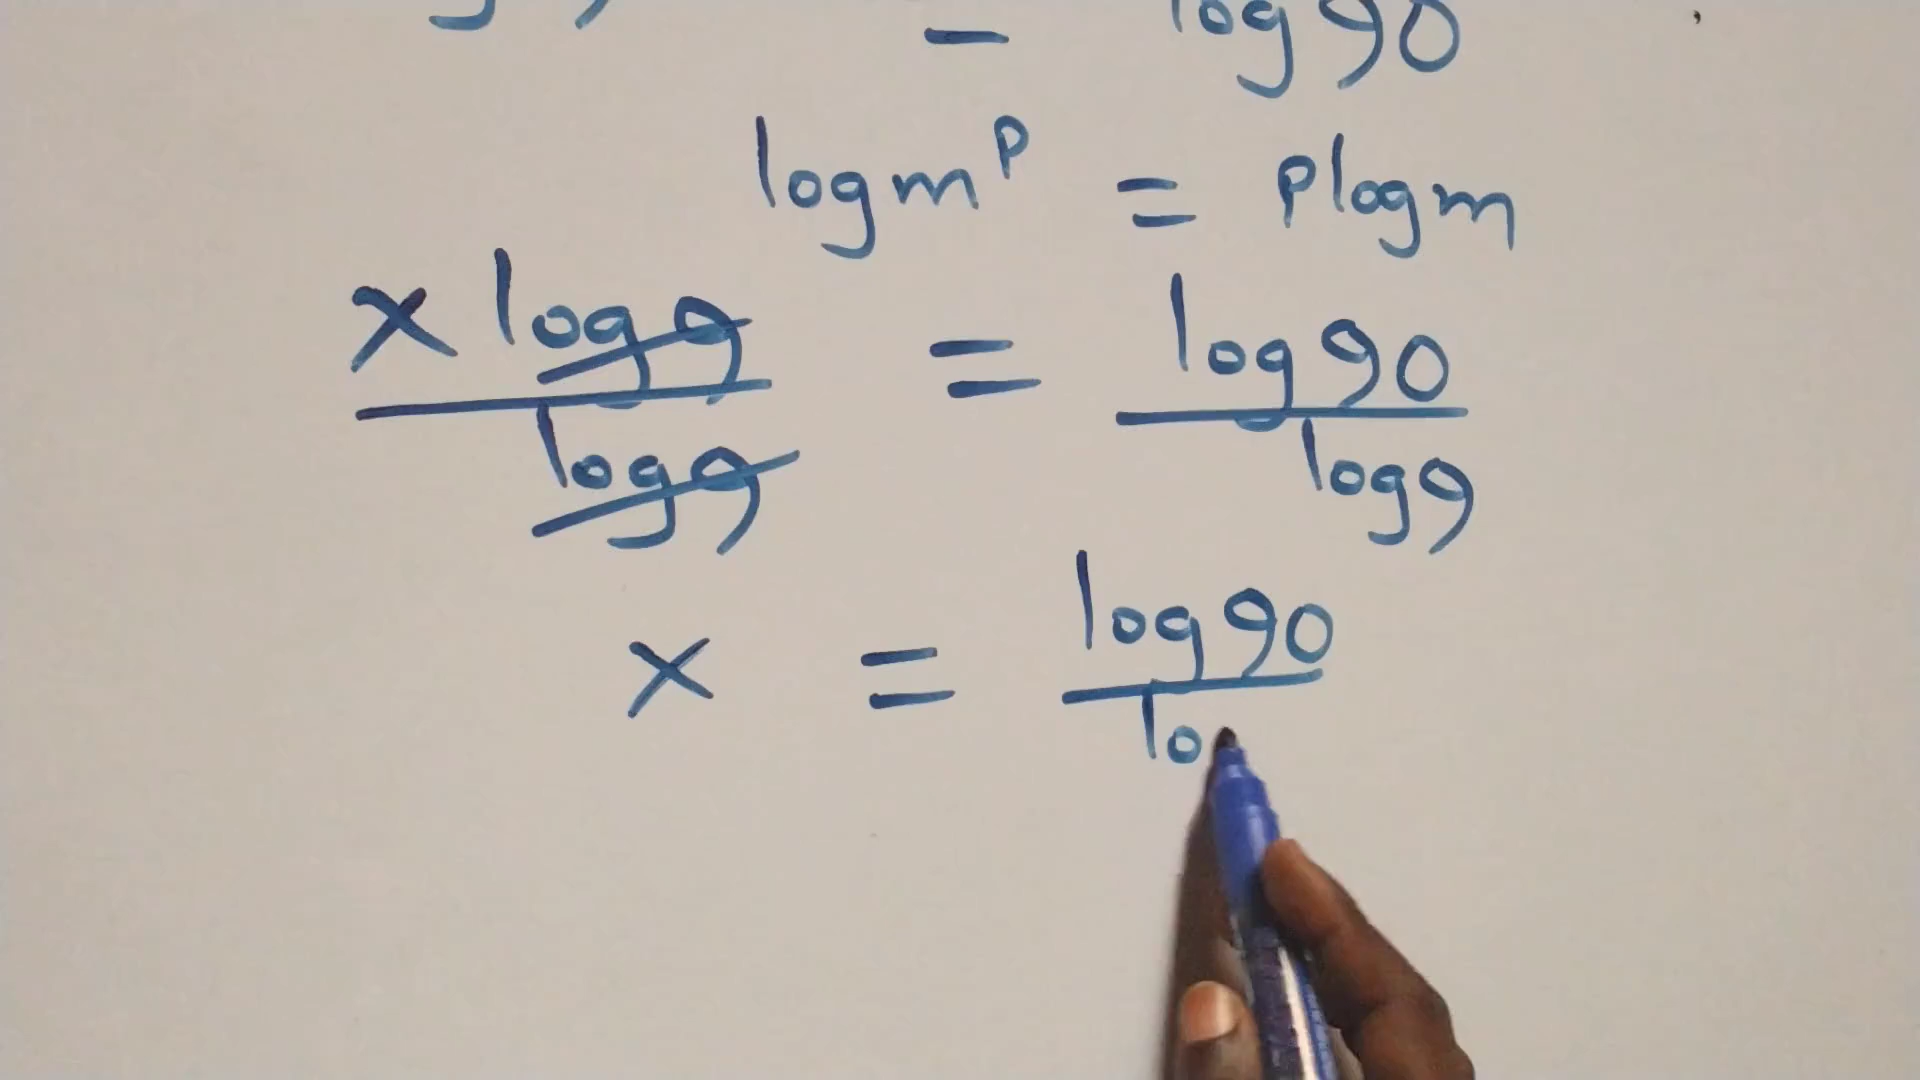 = log 90
log m^p = p log m
x log 9 / log 9 = log 90 / log 9
x = log 90 / lo